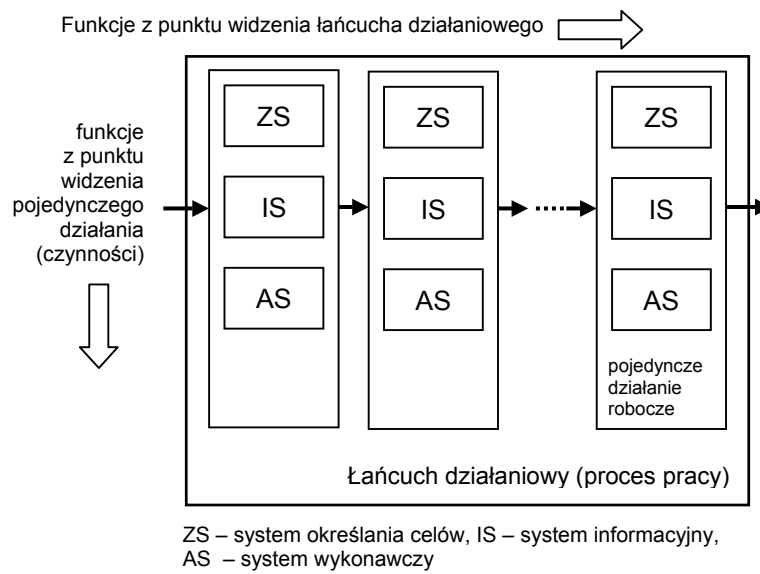 Funkcje z punktu widzenia łańcucha działaniowego
funkcje
z punktu
widzenia
pojedynczego
działania
(czynności)
ZS
IS
AS
ZS
IS
AS
ZS
IS
AS
pojedyncze
działanie
robocze
Łańcuch działaniowy (proces pracy)
ZS – system określania celów, IS – system informacyjny,
AS – system wykonawczy